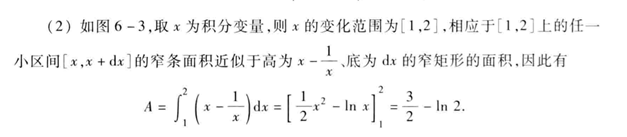 (2) 如图 6-3,取 x 为积分变量,则 x 的变化范围为[1,2],相应于[1,2]上的任一
小区间[x,x+dx]的窄条面积近似于高为 x-\frac{1}{x}、底为 dx 的窄矩形的面积,因此有
A=\int_{1}^{2}\left(x-\frac{1}{x}\right)dx=\left[\frac{1}{2}x^{2}-\ln x\right]_{1}^{2}=\frac{3}{2}-\ln 2.